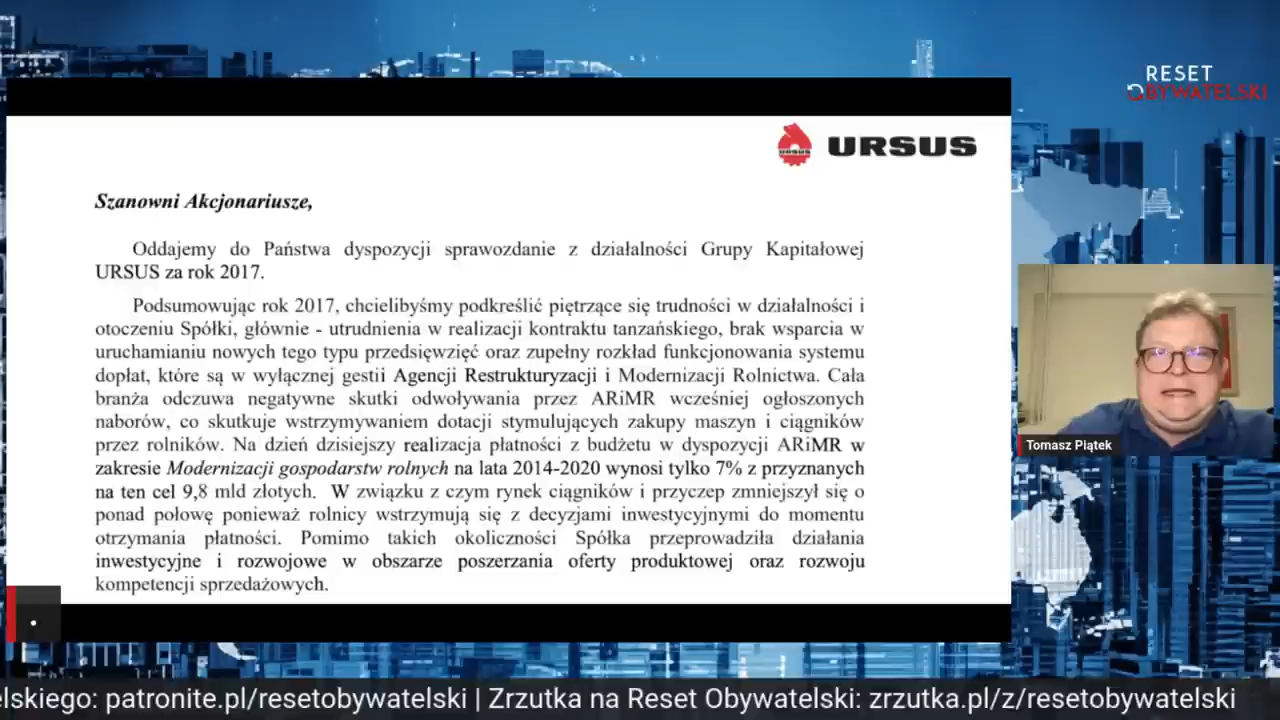 RESET
OBYWATELSKI
URSUS
URSUS
Szanowni Akcjonariusze,
Oddajemy do Państwa dyspozycji sprawozdanie z działalności Grupy Kapitałowej
URSUS za rok 2017.
Podsumowując rok 2017, chcielibyśmy podkreślić piętrzące się trudności w działalności i
otoczeniu Spółki, głównie - utrudnienia w realizacji kontraktu tanzańskiego, brak wsparcia w
uruchamianiu nowych tego typu przedsięwzięć oraz zupełny rozkład funkcjonowania systemu
dopłat, które są w wyłącznej gestii Agencji Restrukturyzacji i Modernizacji Rolnictwa. Cała
branża odczuwa negatywne skutki odwoływania przez ARiMR wcześniej ogłoszonych
naborów, co skutkuje wstrzymywaniem dotacji stymulujących zakupy maszyn i ciągników
przez rolników. Na dzień dzisiejszy realizacja płatności z budżetu w dyspozycji ARiMR w
zakresie Modernizacji gospodarstw rolnych na lata 2014-2020 wynosi tylko 7% z przyznanych
na ten cel 9,8 mld złotych. W związku z czym rynek ciągników i przyczep zmniejszył się o
ponad połowę ponieważ rolnicy wstrzymują się z decyzjami inwestycyjnymi do momentu
otrzymania płatności. Pomimo takich okoliczności Spółka przeprowadziła działania
inwestycyjne i rozwojowe w obszarze poszerzania oferty produktowej oraz rozwoju
kompetencji sprzedażowych.
Tomasz Piątek
elskiego: patronite.pl/resetobywatelski | Zrzutka na Reset Obywatelski: zrzutka.pl/z/resetobywatelski